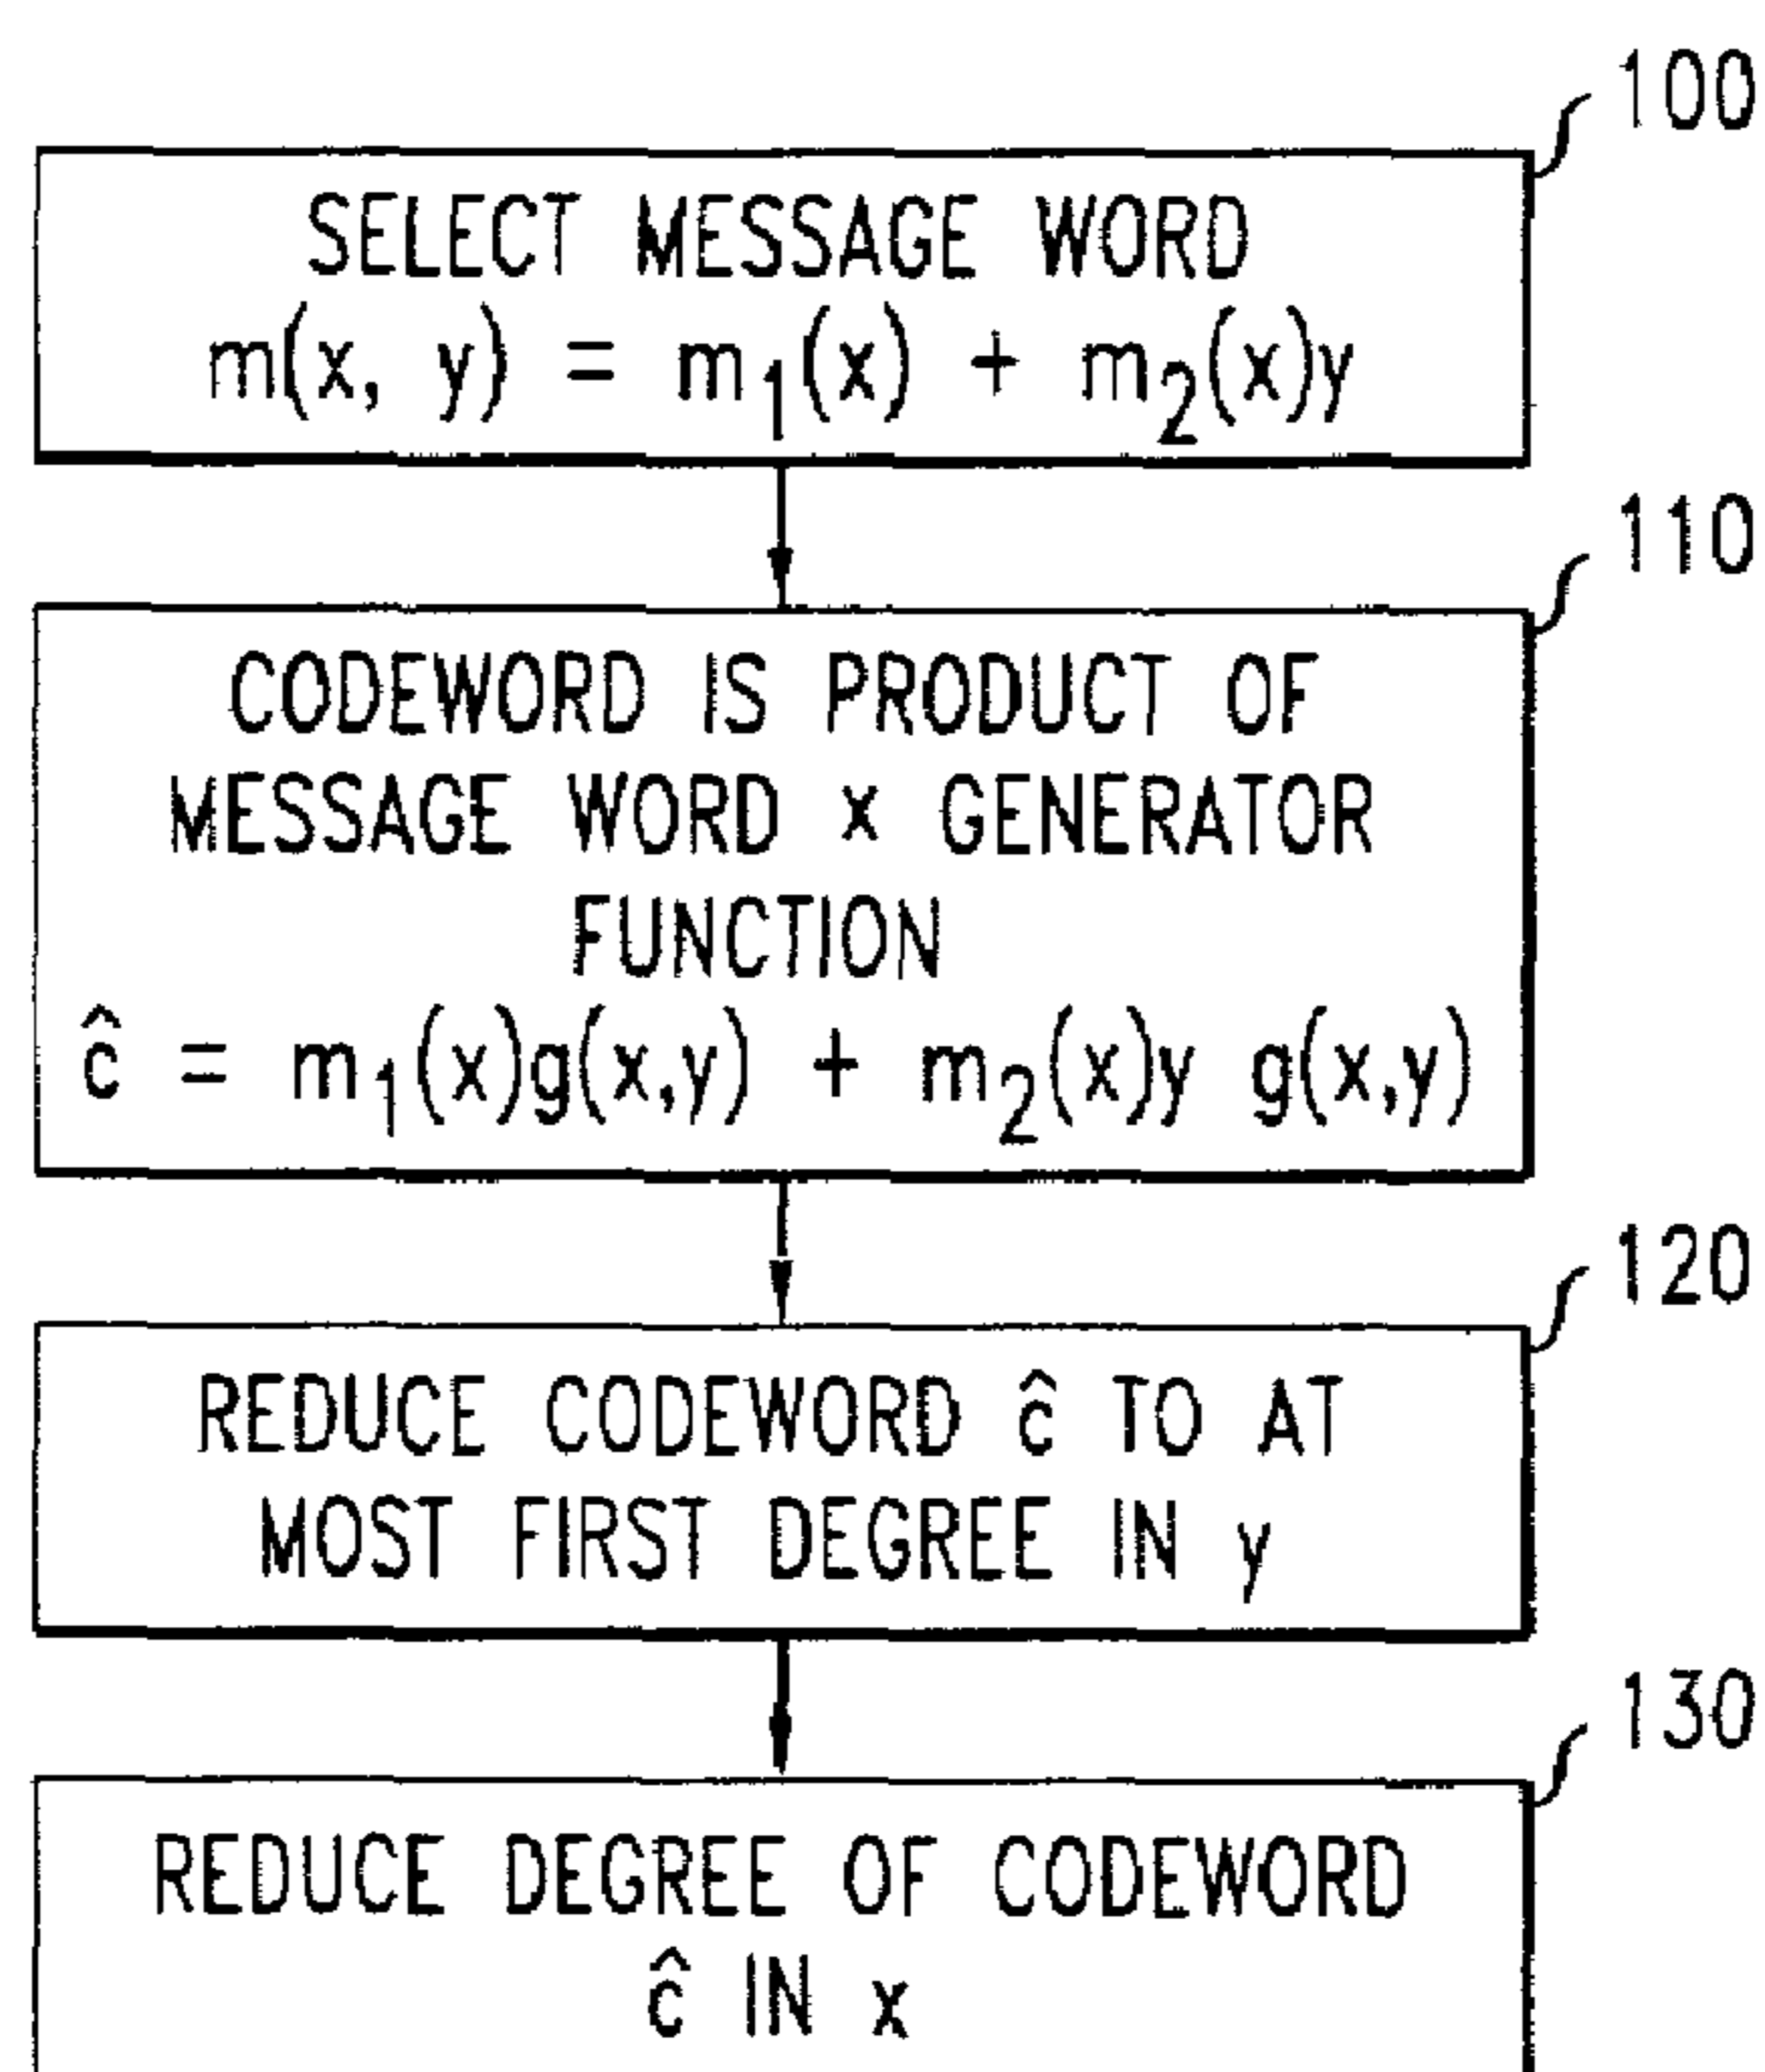 100
SELECT MESSAGE WORD
m(x, y) = m₁(x) + m₂(x)y
110
CODEWORD IS PRODUCT OF
MESSAGE WORD x GENERATOR
FUNCTION
ĉ = m₁(x)g(x,y) + m₂(x)y g(x,y)
120
REDUCE CODEWORD ĉ TO AT
MOST FIRST DEGREE IN y
130
REDUCE DEGREE OF CODEWORD
ĉ IN x